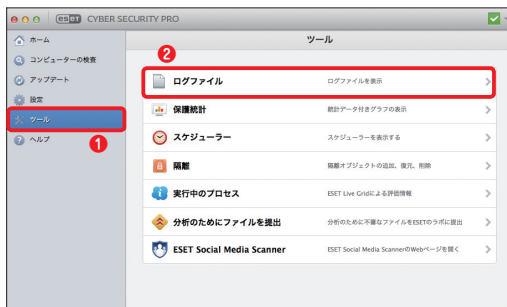 eseT CYBER SECURITY PRO
ホーム
コンピューターの検査
アップデート
設定
ツール
ヘルプ
1
ツール
2
ログファイル ログファイルを表示
保護統計 統計データ付きグラフの表示
スケジューラー スケジューラーを表示する
隔離 隔離オブジェクトの追加、復元、削除
実行中のプロセス ESET Live Gridによる評価情報
分析のためにファイルを提出 分析のために不審なファイルをESETのラボに提出
ESET Social Media Scanner ESET Social Media ScannerのWebページを開く